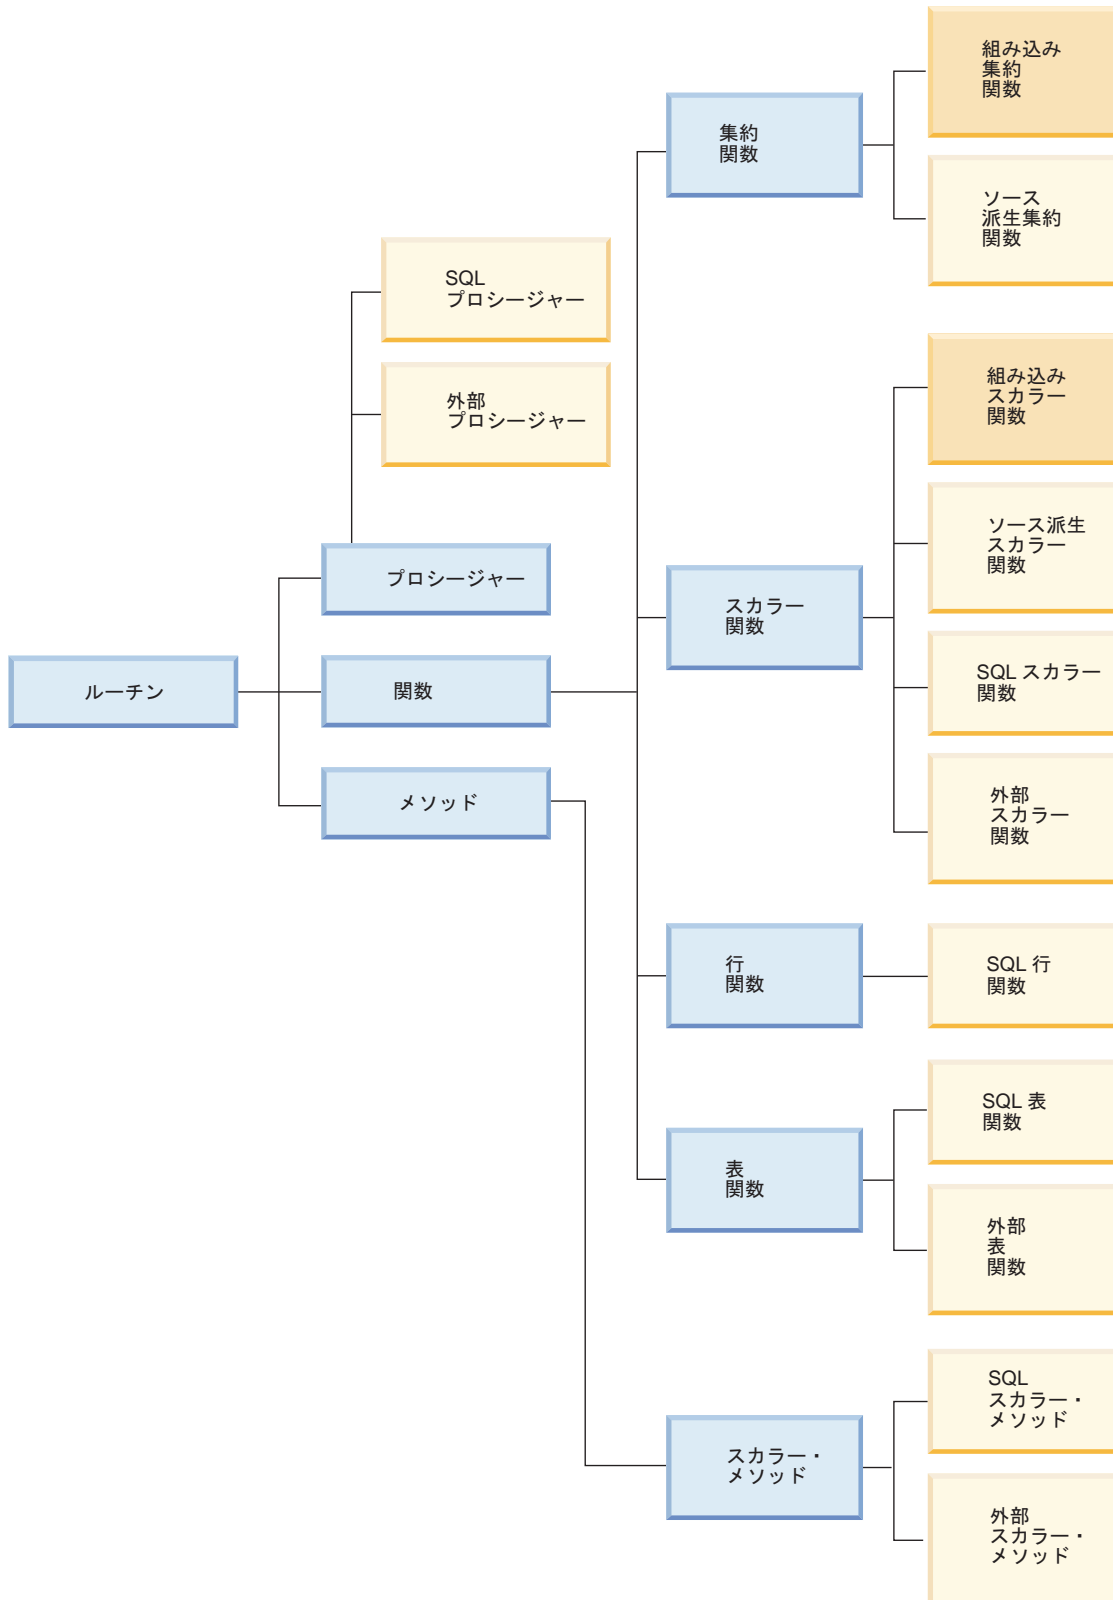 組み込み
集約
関数
集約
関数
ソース
派生集約
関数
SQL
プロシージャー
外部
プロシージャー
組み込み
スカラー
関数
ソース派生
スカラー
関数
プロシージャー
スカラー
関数
ルーチン
関数
SQL スカラー
関数
メソッド
外部
スカラー
関数
行
関数
SQL 行
関数
SQL 表
関数
表
関数
外部
表
関数
SQL
スカラー・
メソッド
スカラー・
メソッド
外部
スカラー・
メソッド